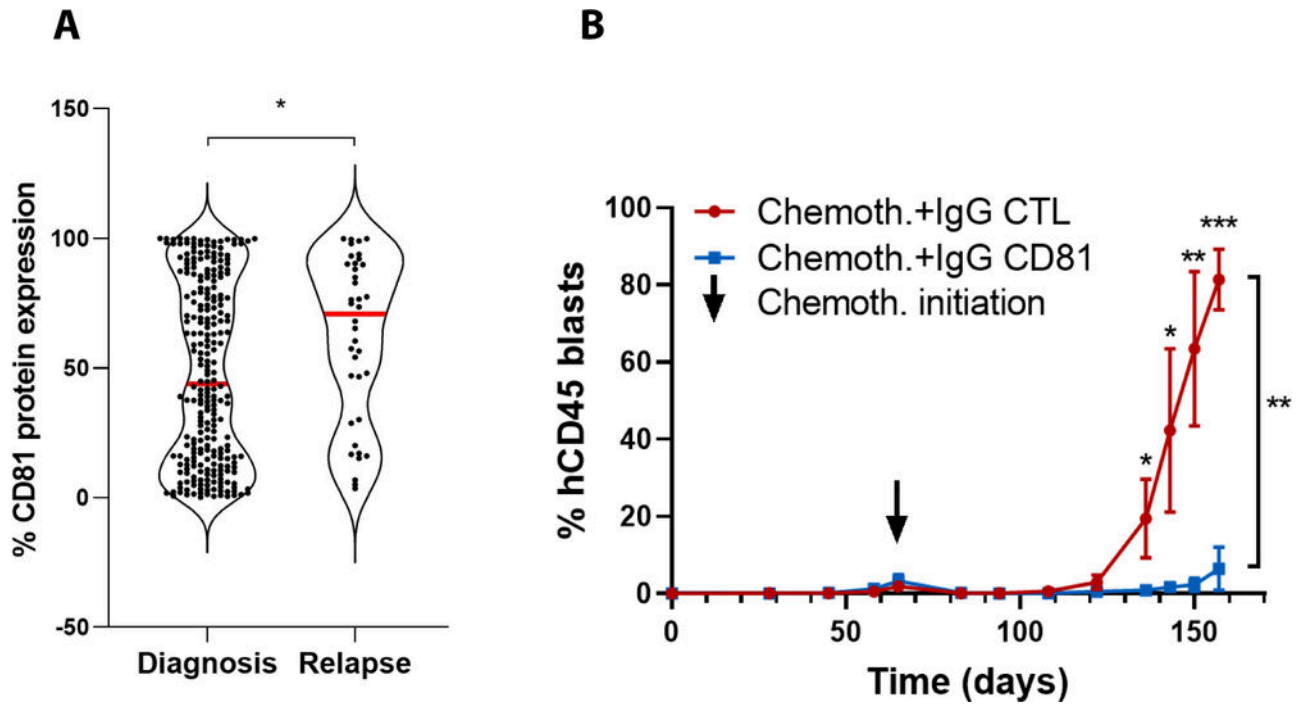 A
*
150
100
50
0
-50
% CD81 protein expression
Diagnosis
Relapse
B
100
80
60
40
20
0
% hCD45 blasts
Chemoth.+IgG CTL
Chemoth.+IgG CD81
Chemoth. initiation
*
*
**
***
**
0
50
100
150
Time (days)